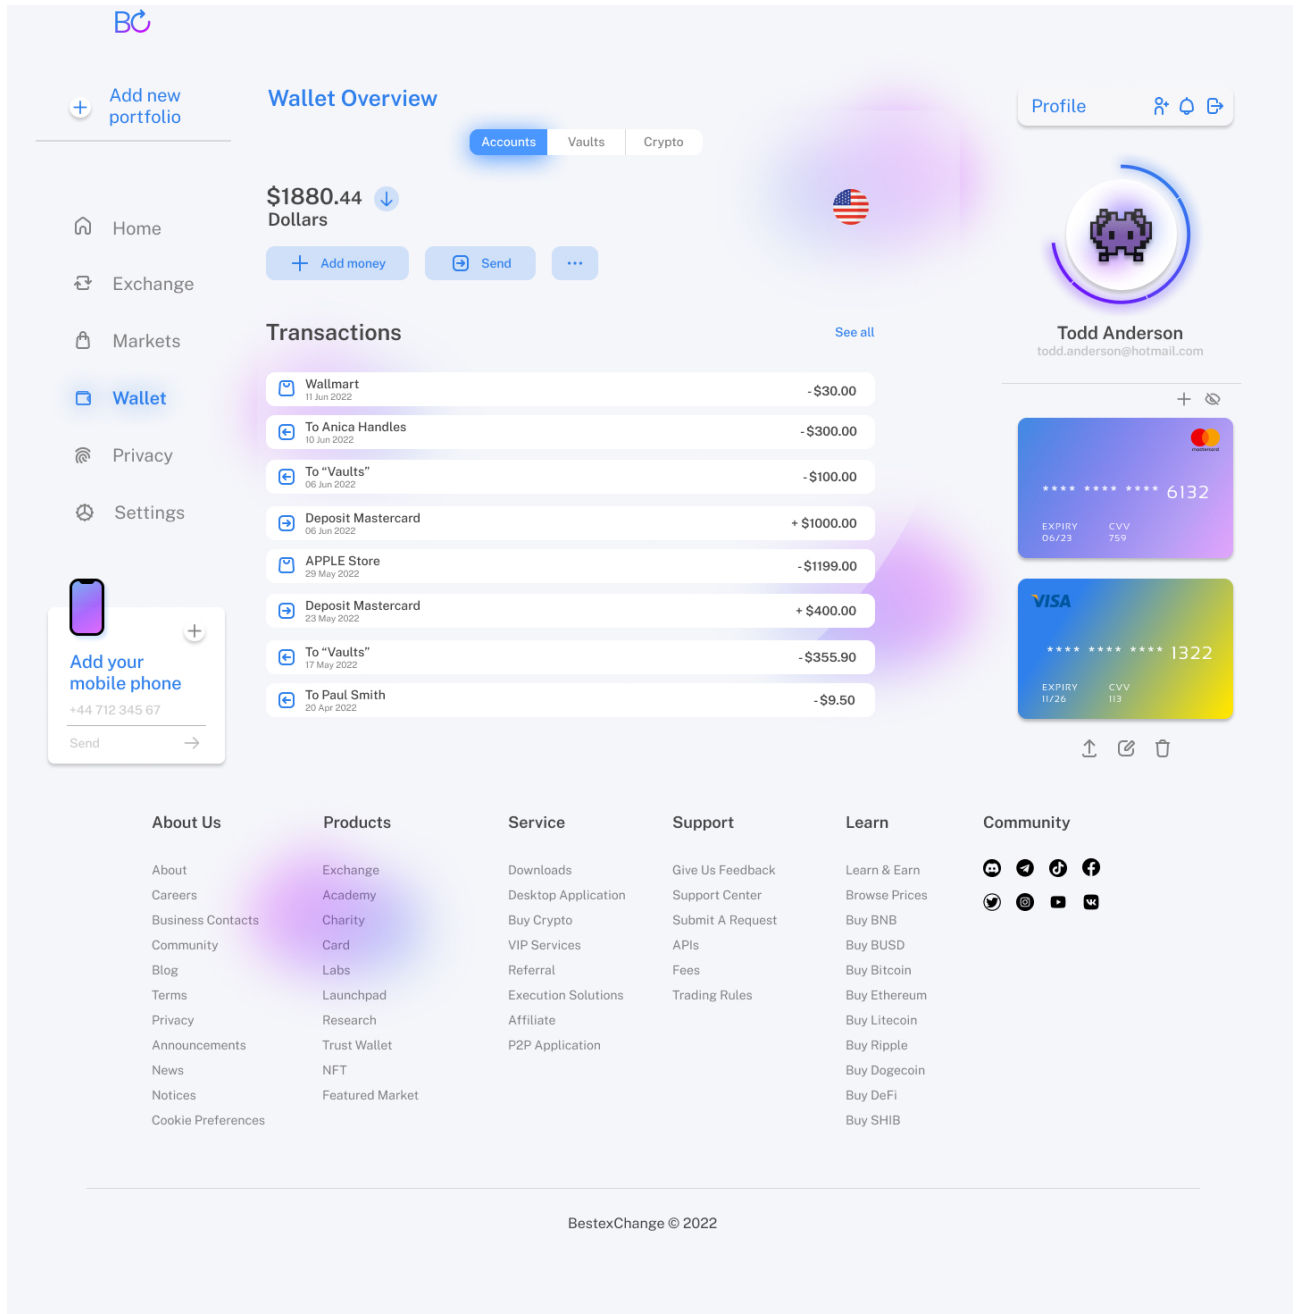 BC
Add new
portfolio
Home
Exchange
Markets
Wallet
Privacy
Settings
Add your
mobile phone
+44 712 345 67
Send
Wallet Overview
Accounts
Vaults
Crypto
$1880.44
Dollars
Add money
Send
...
Transactions
See all
Wallmart
11 Jun 2022
- $30.00
To Anica Handles
10 Jun 2022
- $300.00
To “Vaults”
06 Jun 2022
- $100.00
Deposit Mastercard
06 Jun 2022
+ $1000.00
APPLE Store
29 May 2022
- $1199.00
Deposit Mastercard
23 May 2022
+ $400.00
To “Vaults”
17 May 2022
- $355.90
To Paul Smith
20 Apr 2022
- $9.50
Profile
Todd Anderson
todd.anderson@hotmail.com
mastercard
**** **** **** 6132
EXPIRY CVV
06/23 759
VISA
**** **** **** 1322
EXPIRY CVV
11/26 113
About Us
About
Careers
Business Contacts
Community
Blog
Terms
Privacy
Announcements
News
Notices
Cookie Preferences
Products
Exchange
Academy
Charity
Card
Labs
Launchpad
Research
Trust Wallet
NFT
Featured Market
Service
Downloads
Desktop Application
Buy Crypto
VIP Services
Referral
Execution Solutions
Affiliate
P2P Application
Support
Give Us Feedback
Support Center
Submit A Request
APIs
Fees
Trading Rules
Learn
Learn & Earn
Browse Prices
Buy BNB
Buy BUSD
Buy Bitcoin
Buy Ethereum
Buy Litecoin
Buy Ripple
Buy Dogecoin
Buy DeFi
Buy SHIB
Community
BestexChange © 2022